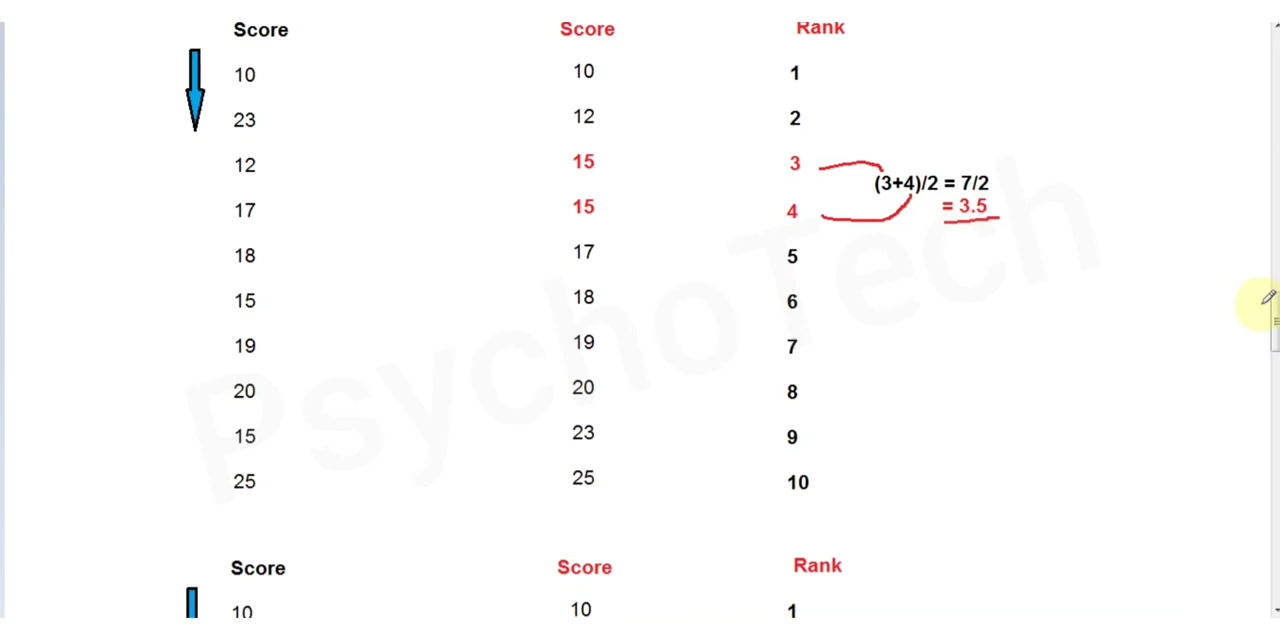 Score Score Rank
10 10 1
23 12 2
12 15 3
(3+4)/2 = 7/2
17 15 4 = 3.5
18 17 5
15 18 6
19 19 7
20 20 8
15 23 9
25 25 10
PsychoTech
Score Score Rank
10 10 1